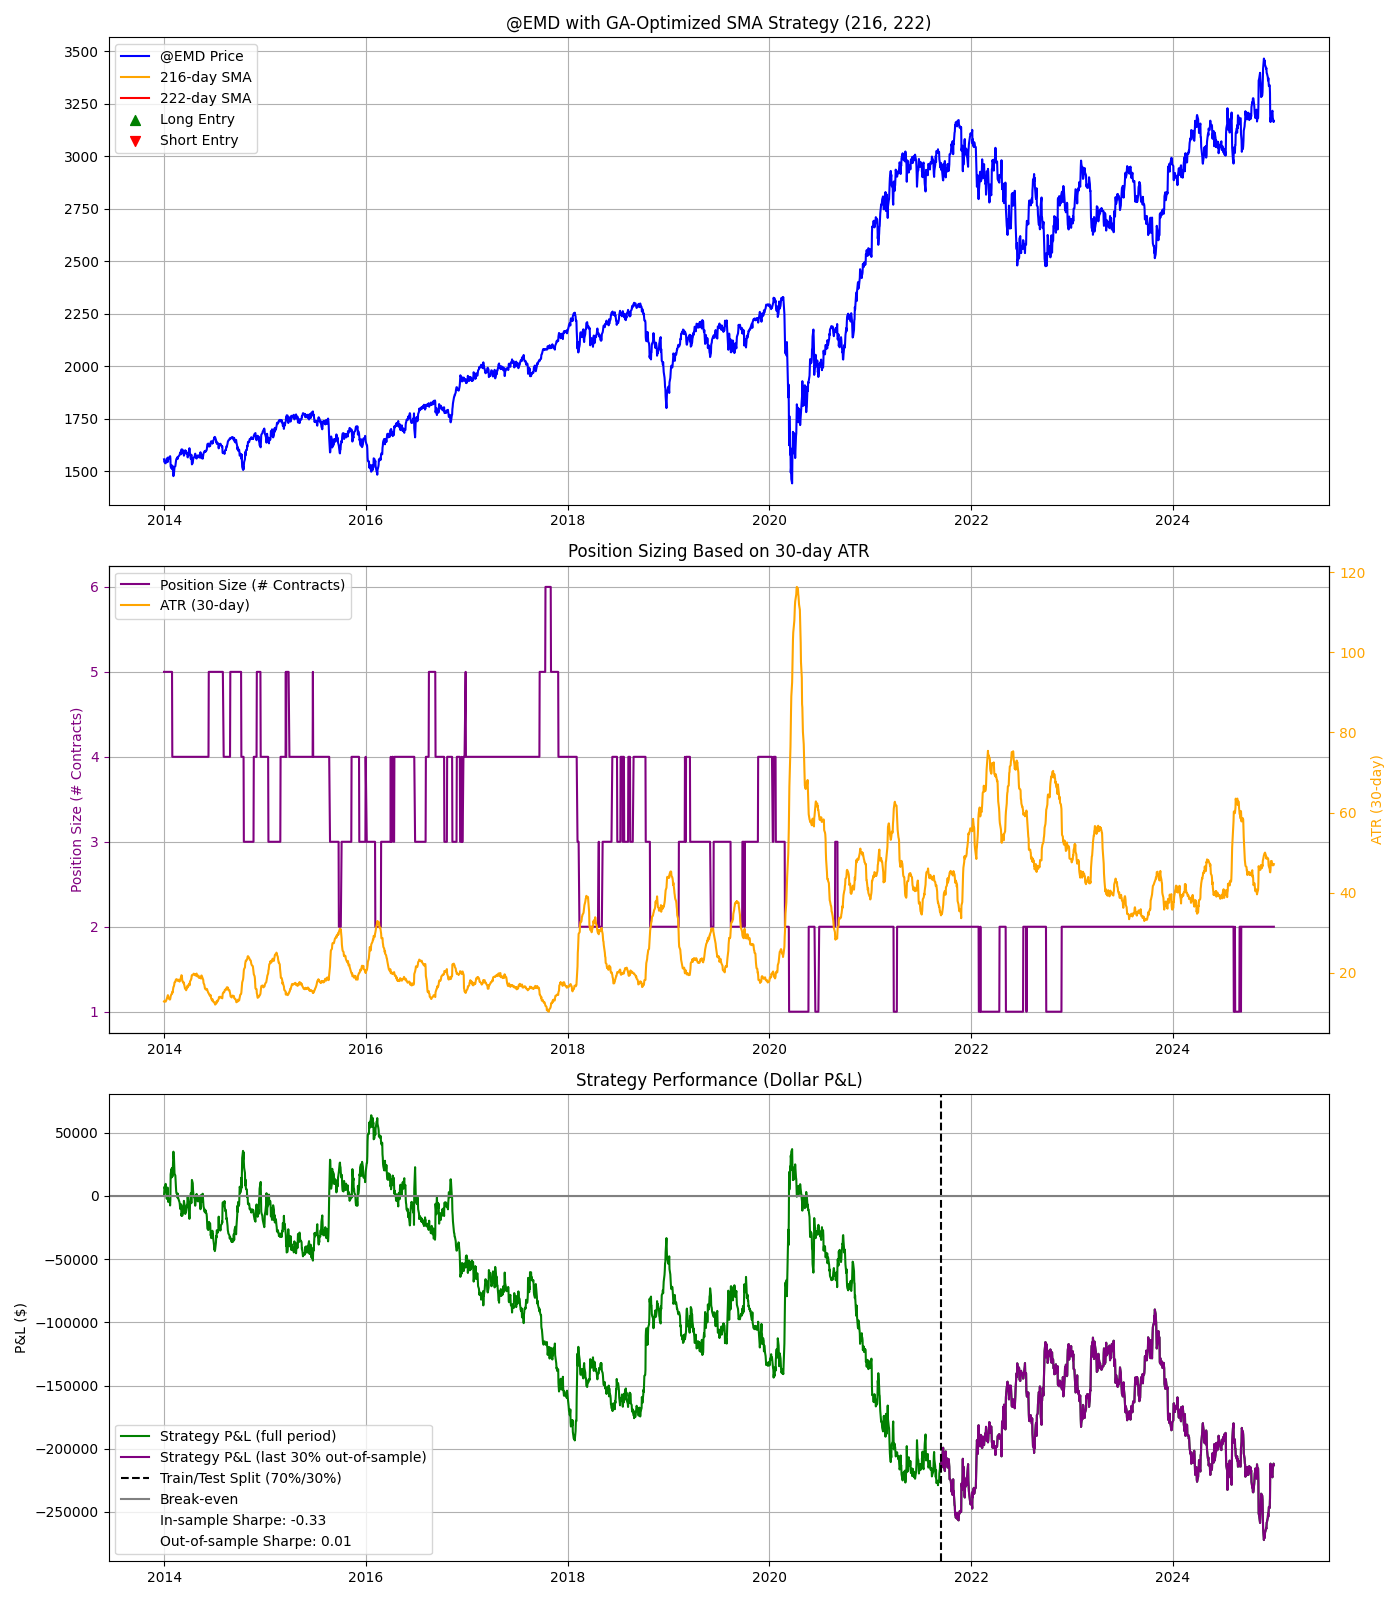 @EMD with GA-Optimized SMA Strategy (216, 222)
@EMD Price
216-day SMA
222-day SMA
Long Entry
Short Entry
3500
3250
3000
2750
2500
2250
2000
1750
1500
2014 2016 2018 2020 2022 2024
Position Sizing Based on 30-day ATR
Position Size (# Contracts)
ATR (30-day)
Position Size (# Contracts)
6
5
4
3
2
1
120
100
80
60
40
20
ATR (30-day)
2014 2016 2018 2020 2022 2024
Strategy Performance (Dollar P&L)
P&L ($)
50000
0
−50000
−100000
−150000
−200000
−250000
Strategy P&L (full period)
Strategy P&L (last 30% out-of-sample)
Train/Test Split (70%/30%)
Break-even
In-sample Sharpe: -0.33
Out-of-sample Sharpe: 0.01
2014 2016 2018 2020 2022 2024